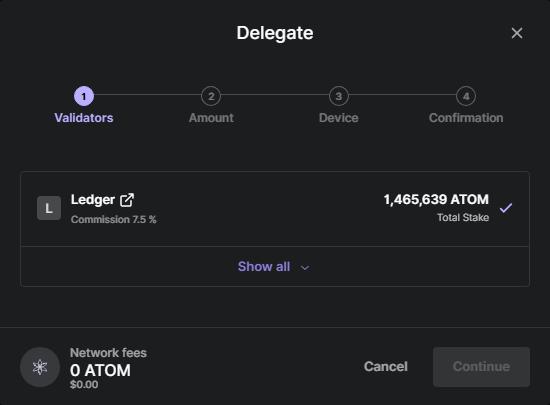 Delegate
1 2 3 4
Validators Amount Device Confirmation
L
Ledger
Commission 7.5 %
1,465,639 ATOM
Total Stake
Show all
Network fees
0 ATOM
$0.00
Cancel
Continue